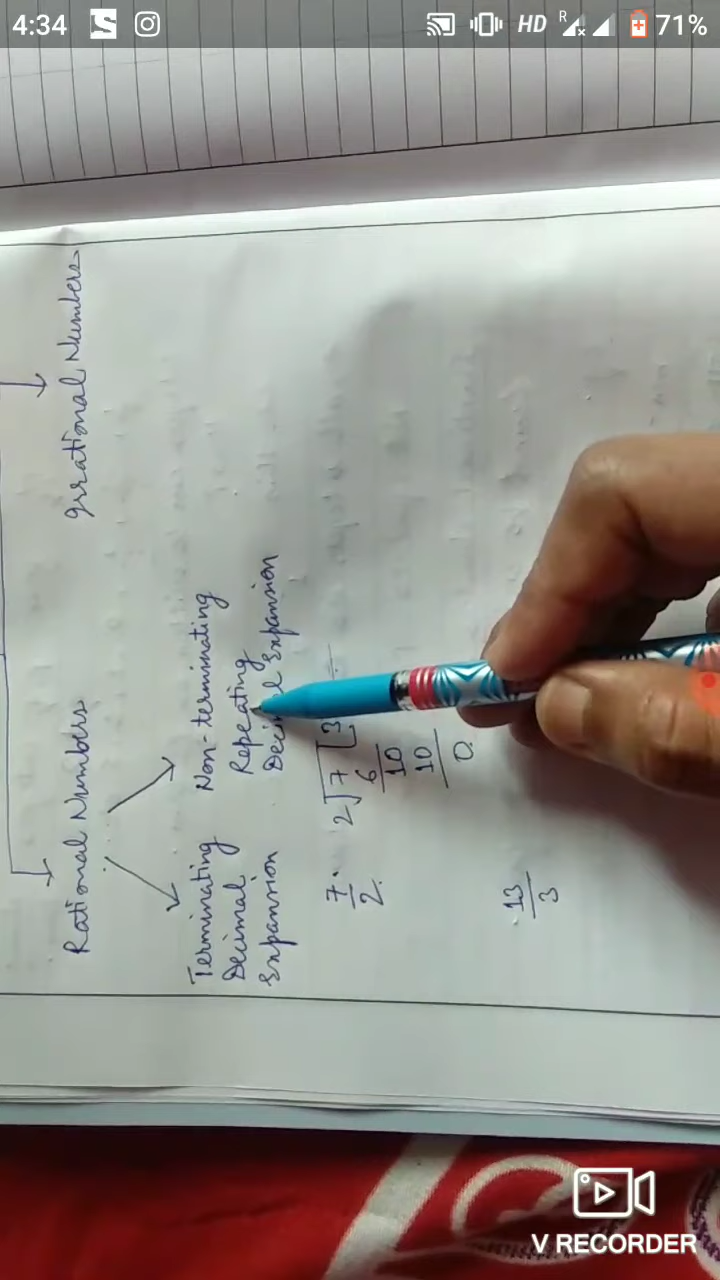 4:34
HD
R
71%
Rational Numbers
Irrational Numbers
Terminating
Decimal
Expansion
Non-terminating
Repeating
Expansion
7/2
2 7 3
6
10
10
0
13/3
V RECORDER